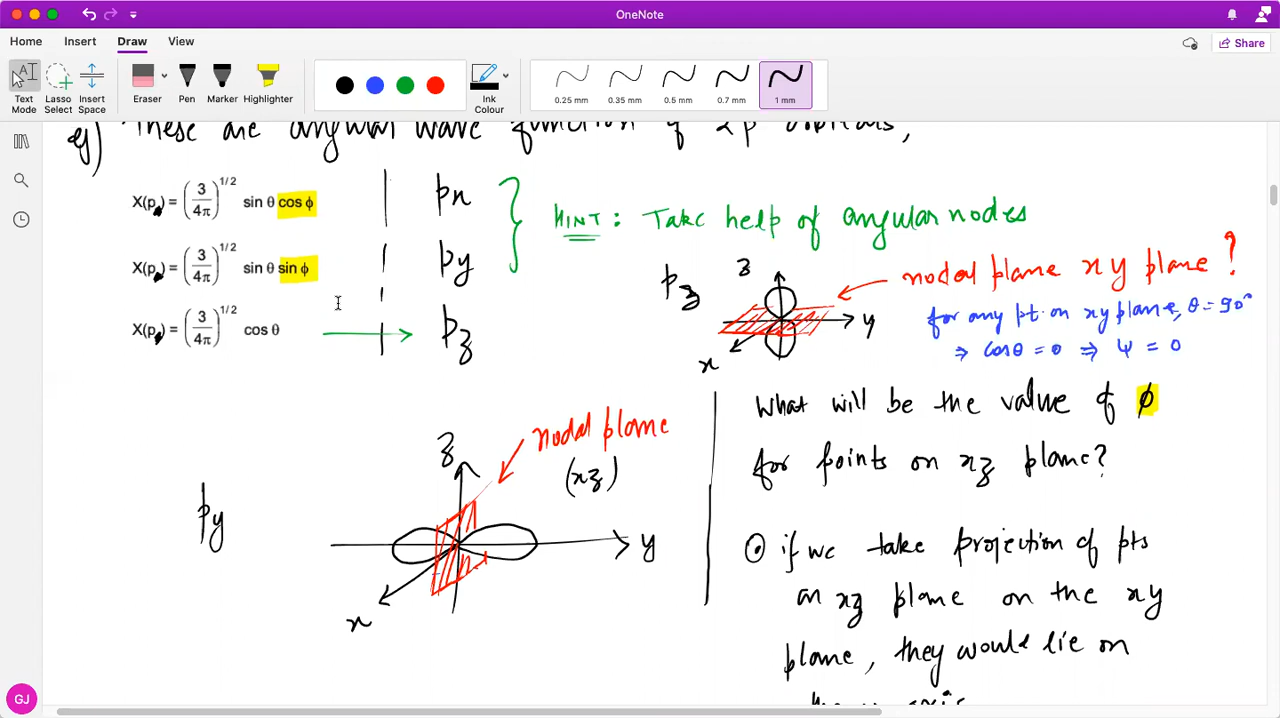 OneNote
Home Insert Draw View
Share
Text Mode
Lasso Select
Insert Space
Eraser
Pen
Marker
Highlighter
Ink Colour
0.25 mm
0.35 mm
0.5 mm
0.7 mm
1 mm
eg) These are angular wave function of 2p orbitals,
X(p ) = (3/4π)^1/2 sin θ cos ϕ
px
X(p ) = (3/4π)^1/2 sin θ sin ϕ
py
X(p ) = (3/4π)^1/2 cos θ
pz
HINT : Take help of angular nodes
pz
z
y
x
nodal plane xy plane ?
for any pt. on xy plane, θ = 90°
⇒ cosθ = 0 ⇒ Ψ = 0
py
z
y
x
nodal plane
(xz)
What will be the value of ϕ
for points on xz plane?
⊙ if we take projection of pts
on xz plane on the xy
plane, they would lie on
the x axis
GJ